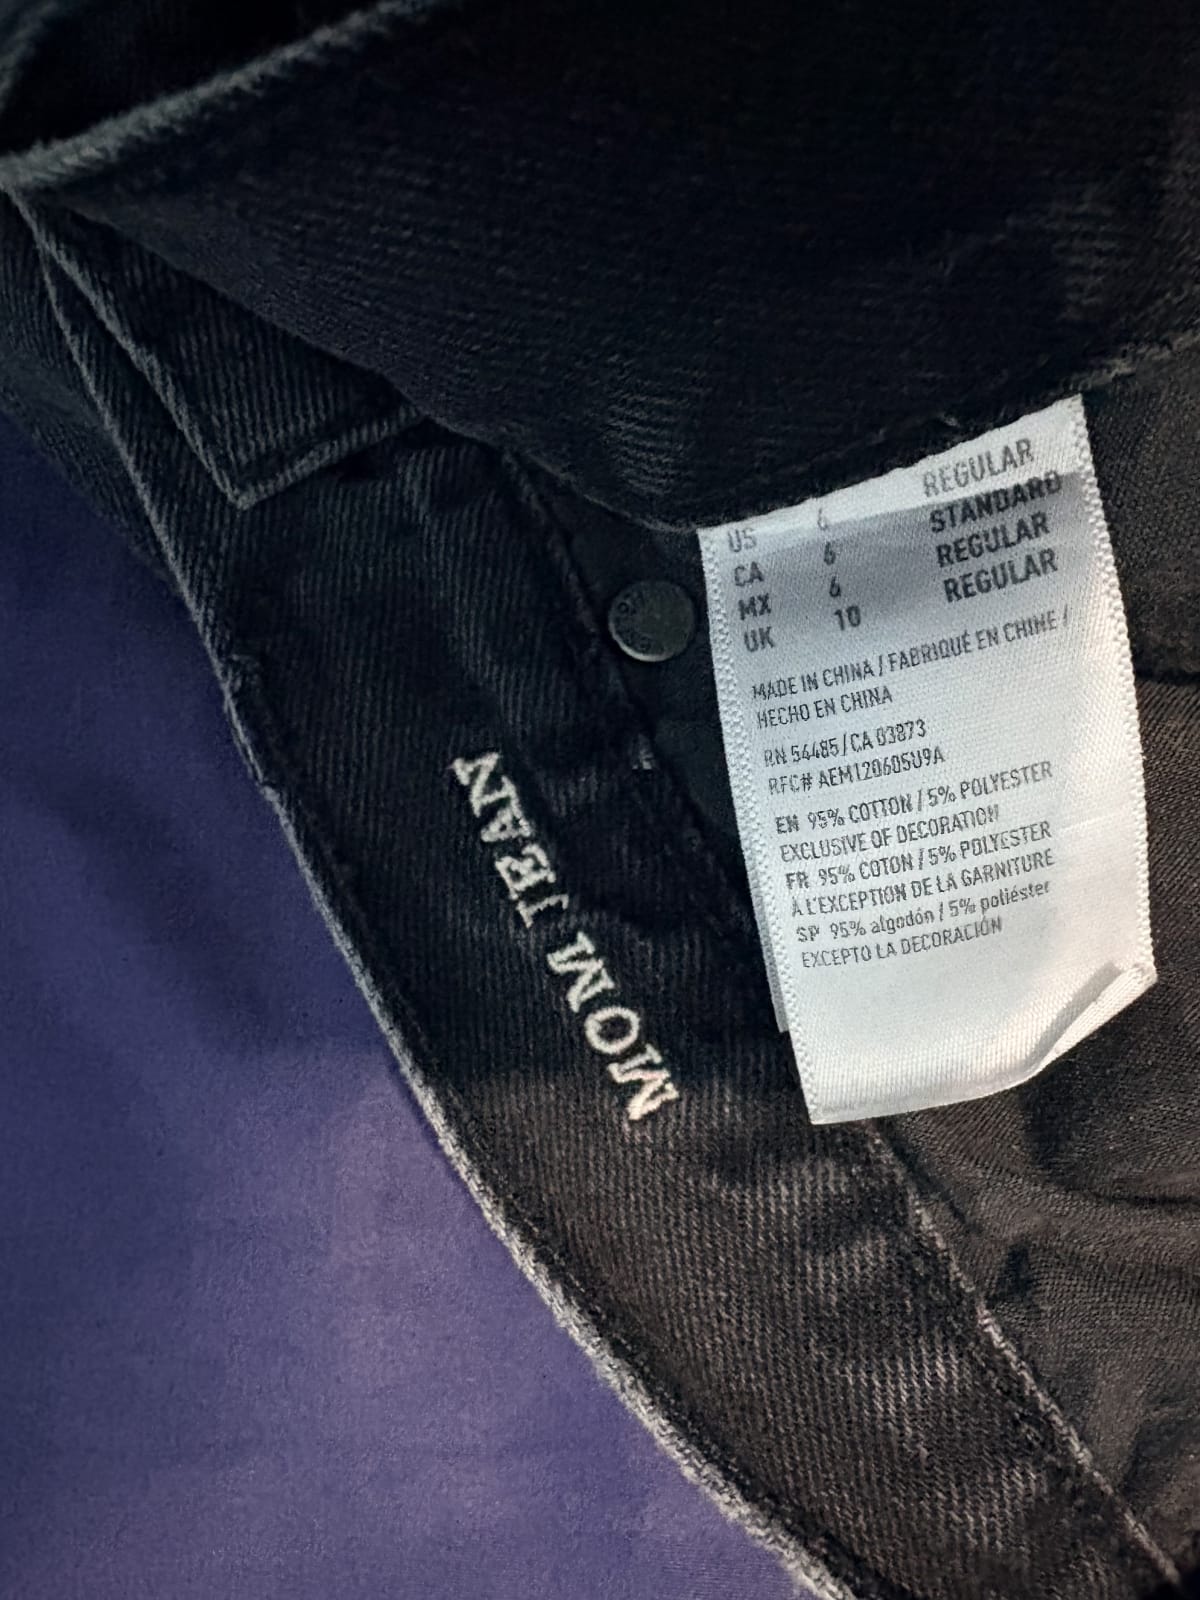 US 6 REGULAR
CA 6 STANDARD
MX 6 REGULAR
UK 10 REGULAR
MADE IN CHINA / FABRIQUÉ EN CHINE /
HECHO EN CHINA
RN 54485 / CA 03873
RFC# AEM120605U9A
EN 95% COTTON / 5% POLYESTER
EXCLUSIVE OF DECORATION
FR 95% COTON / 5% POLYESTER
À L'EXCEPTION DE LA GARNITURE
SP 95% algodón / 5% poliéster
EXCEPTO LA DECORACIÓN
MOM JEAN